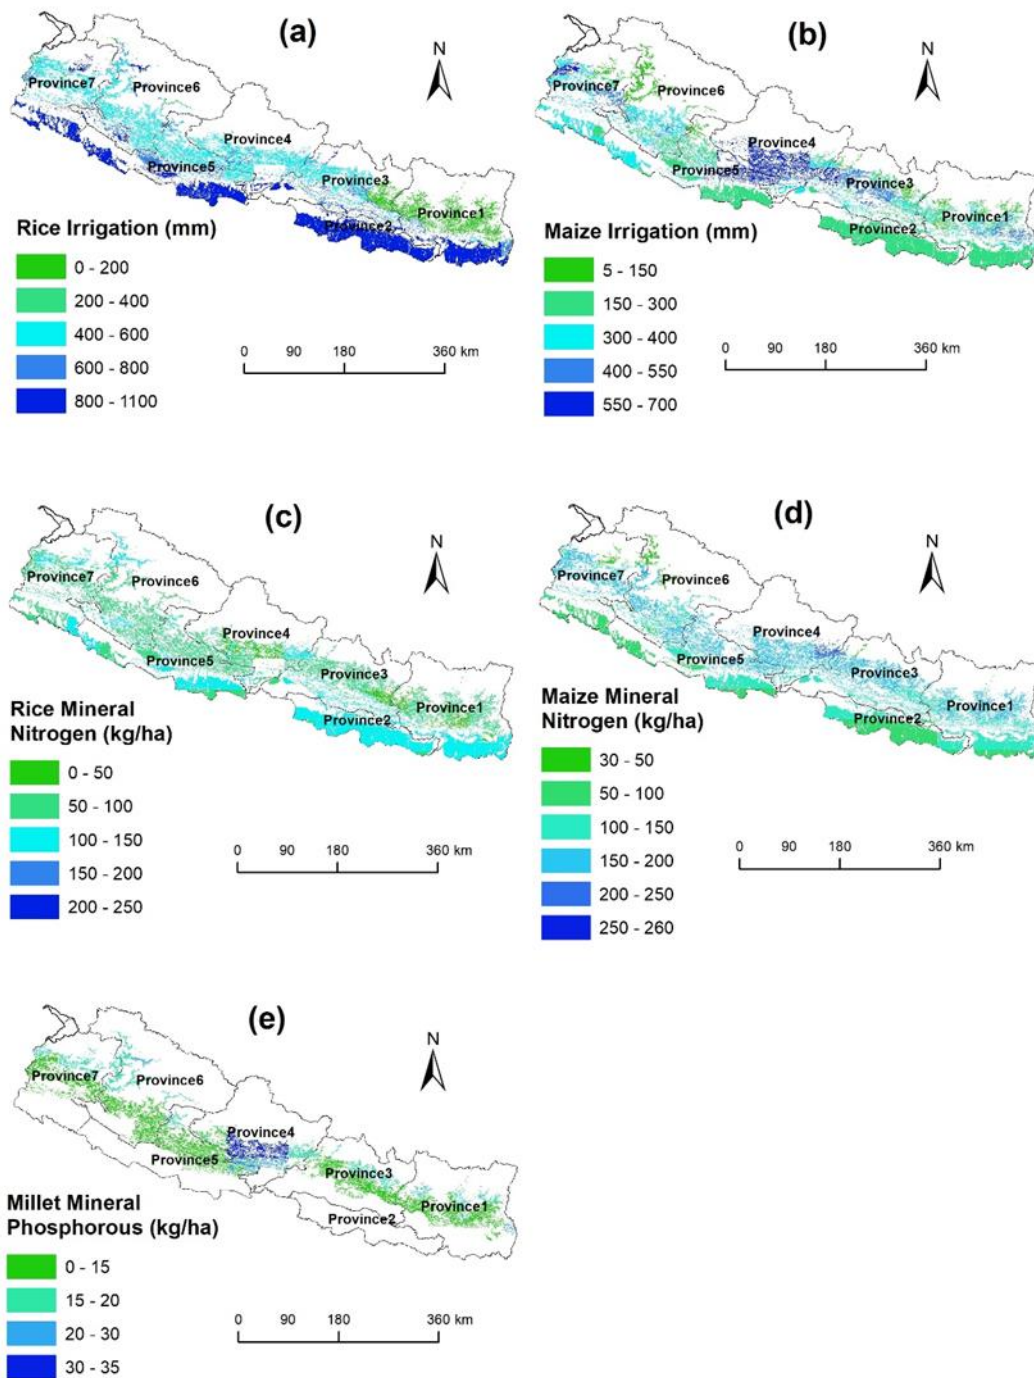 (a)
N
Province7
Province6
Province4
Province5
Province3
Province1
Province2
Rice Irrigation (mm)
0 - 200
200 - 400
400 - 600
600 - 800
800 - 1100
0 90 180 360 km
(b)
N
Province7
Province6
Province4
Province5
Province3
Province1
Province2
Maize Irrigation (mm)
5 - 150
150 - 300
300 - 400
400 - 550
550 - 700
0 90 180 360 km
(c)
N
Province7
Province6
Province4
Province5
Province3
Province1
Province2
Rice Mineral
Nitrogen (kg/ha)
0 - 50
50 - 100
100 - 150
150 - 200
200 - 250
0 90 180 360 km
(d)
N
Province7
Province6
Province4
Province5
Province3
Province1
Province2
Maize Mineral
Nitrogen (kg/ha)
30 - 50
50 - 100
100 - 150
150 - 200
200 - 250
250 - 260
0 90 180 360 km
(e)
N
Province7
Province6
Province4
Province5
Province3
Province1
Province2
Millet Mineral
Phosphorous (kg/ha)
0 - 15
15 - 20
20 - 30
30 - 35
0 90 180 360 km